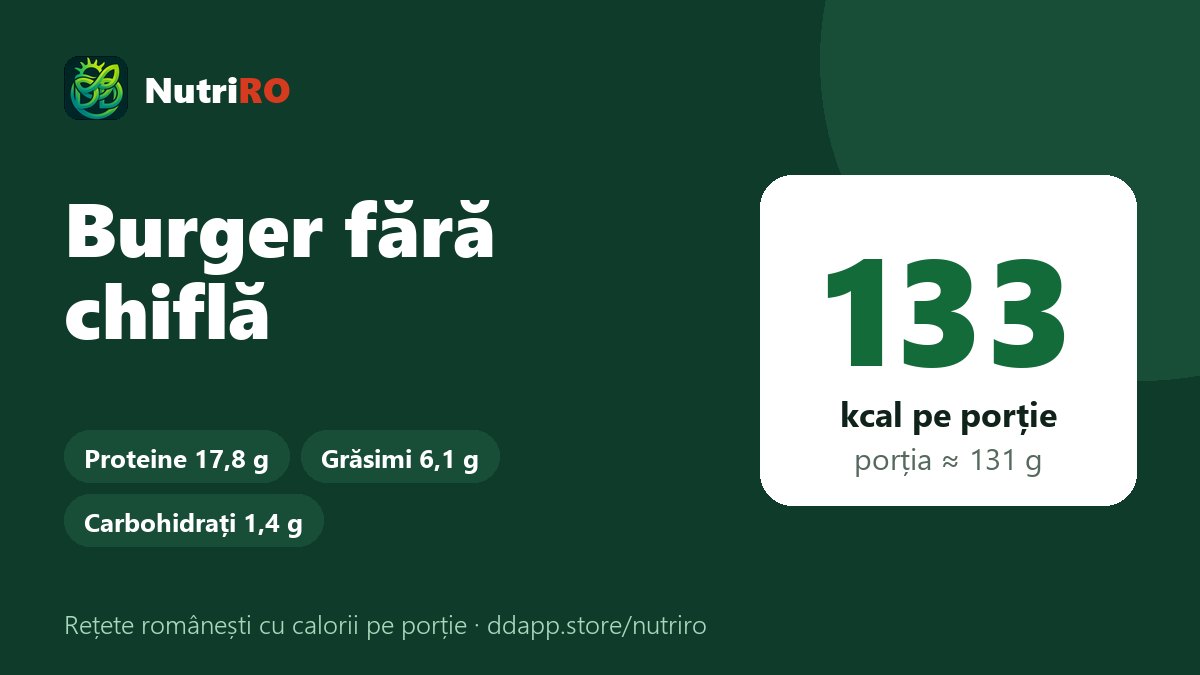 NutriRO
Burger fără
chiflă
133
kcal pe porție
porția ≈ 131 g
Proteine 17,8 g
Grăsimi 6,1 g
Carbohidrați 1,4 g
Rețete românești cu calorii pe porție · ddapp.store/nutriro